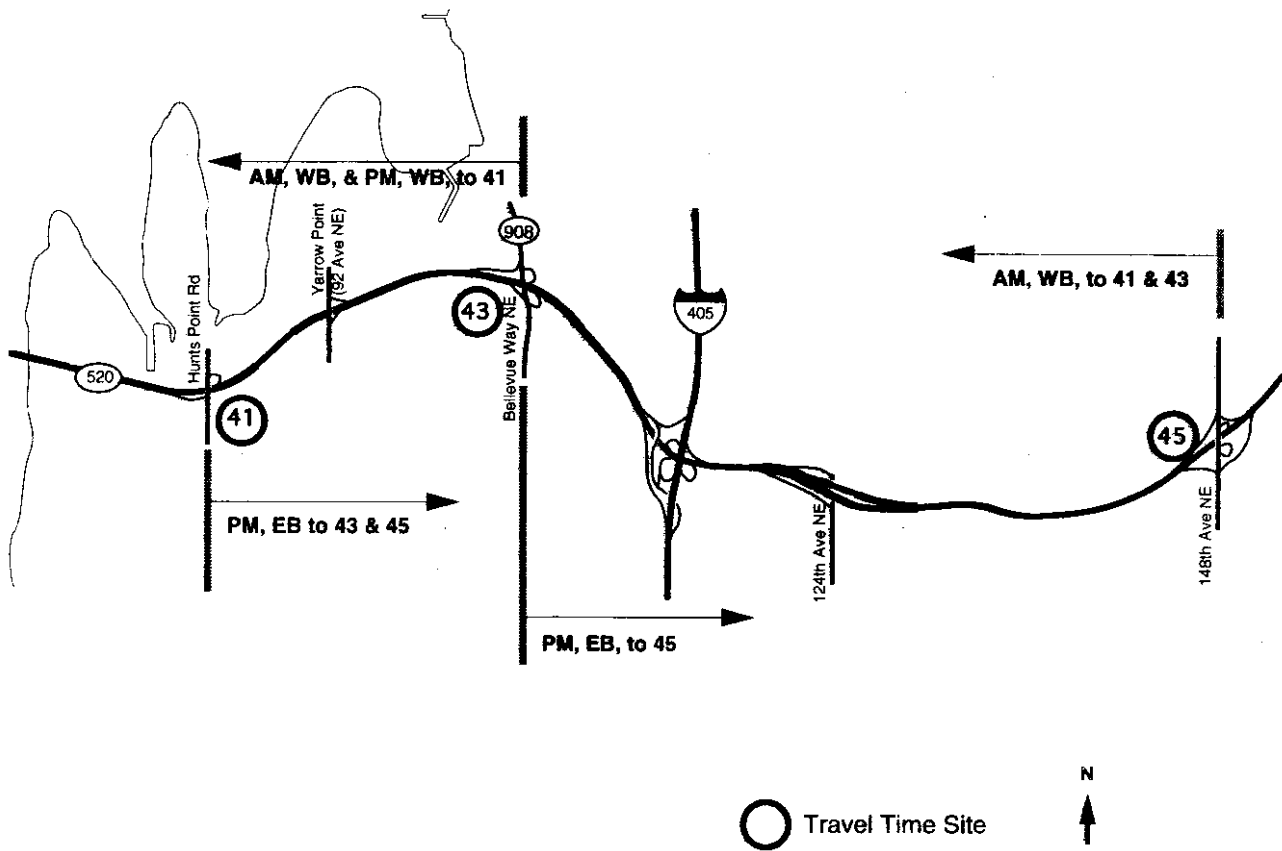 AM, WB, & PM, WB, to 41
908
Yarrow Point
(92 Ave NE)
AM, WB, to 41 & 43
405
Hunts Point Rd
43
Bellevue Way NE
520
41
45
PM, EB to 43 & 45
124th Ave NE
148th Ave NE
PM, EB, to 45
N
Travel Time Site